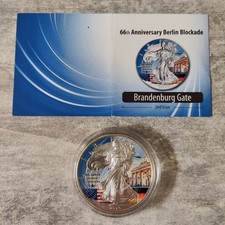 66th Anniversary Berlin Blockade
Brandenburg Gate